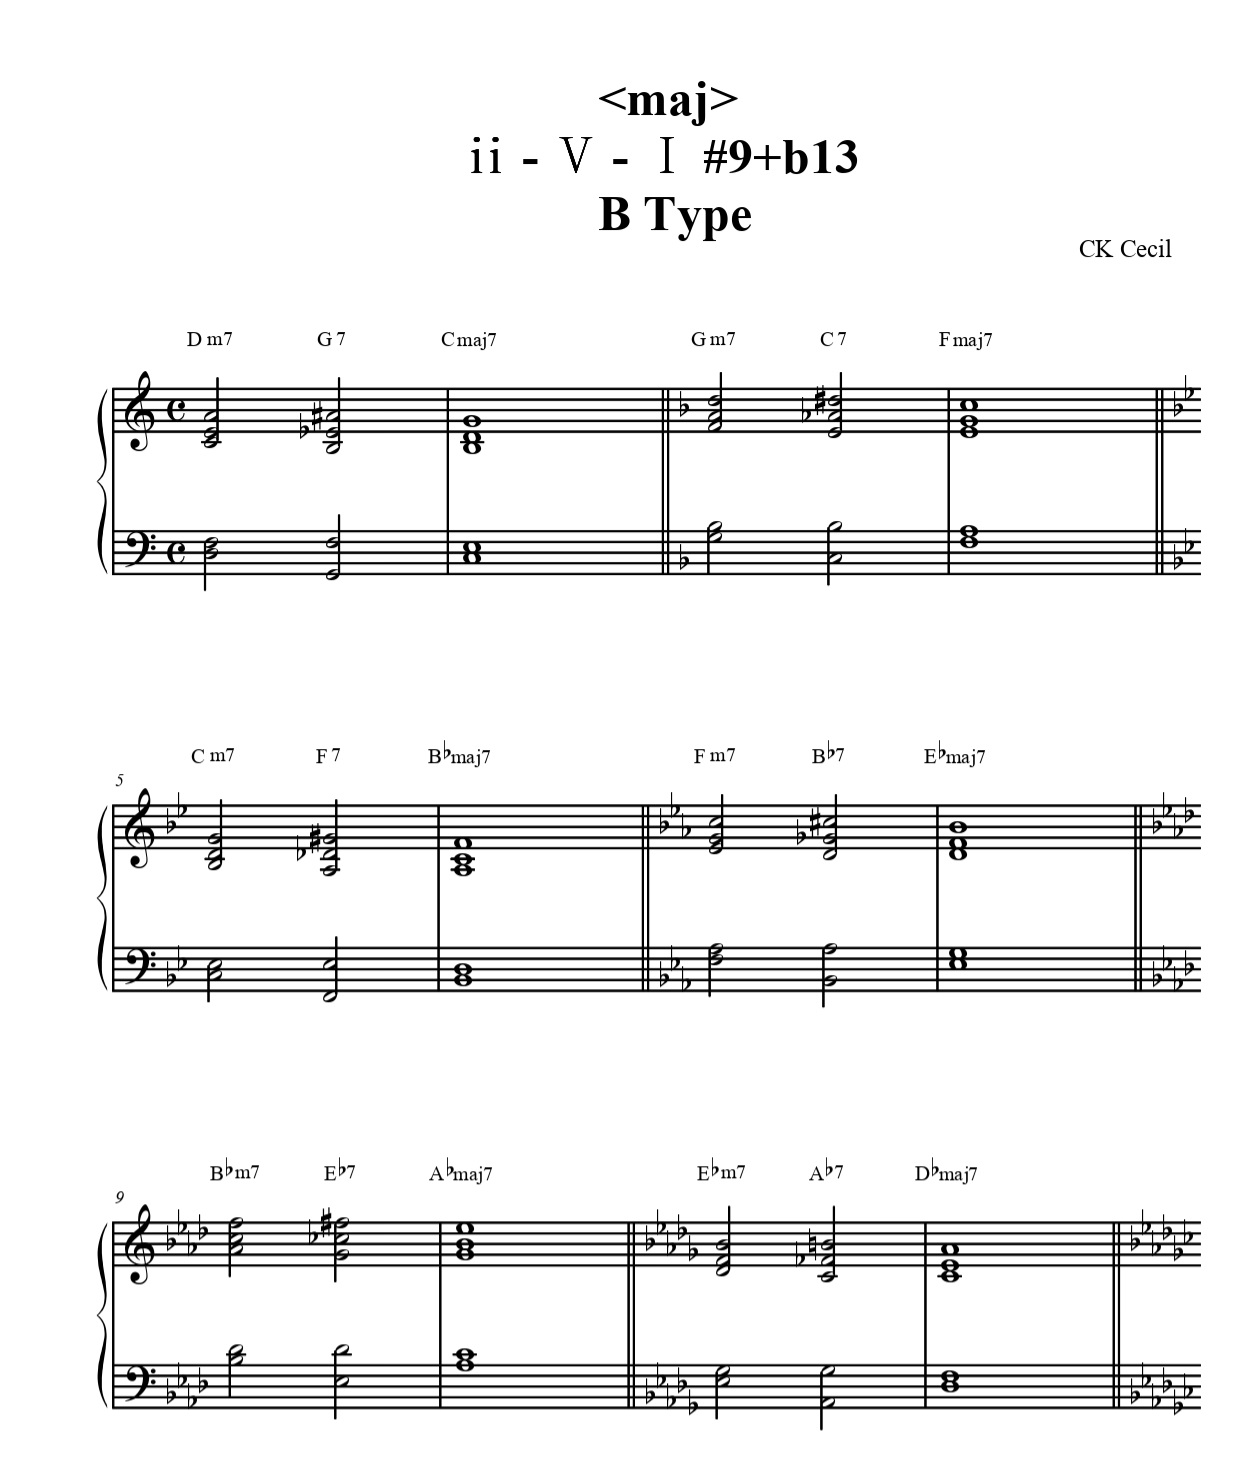 <maj>
ii - V - I #9+b13
B Type
CK Cecil
D m7 G 7 C maj7 G m7 C 7 F maj7
C m7 F 7 B♭maj7 F m7 B♭7 E♭maj7
5
B♭m7 E♭7 A♭maj7 E♭m7 A♭7 D♭maj7
9